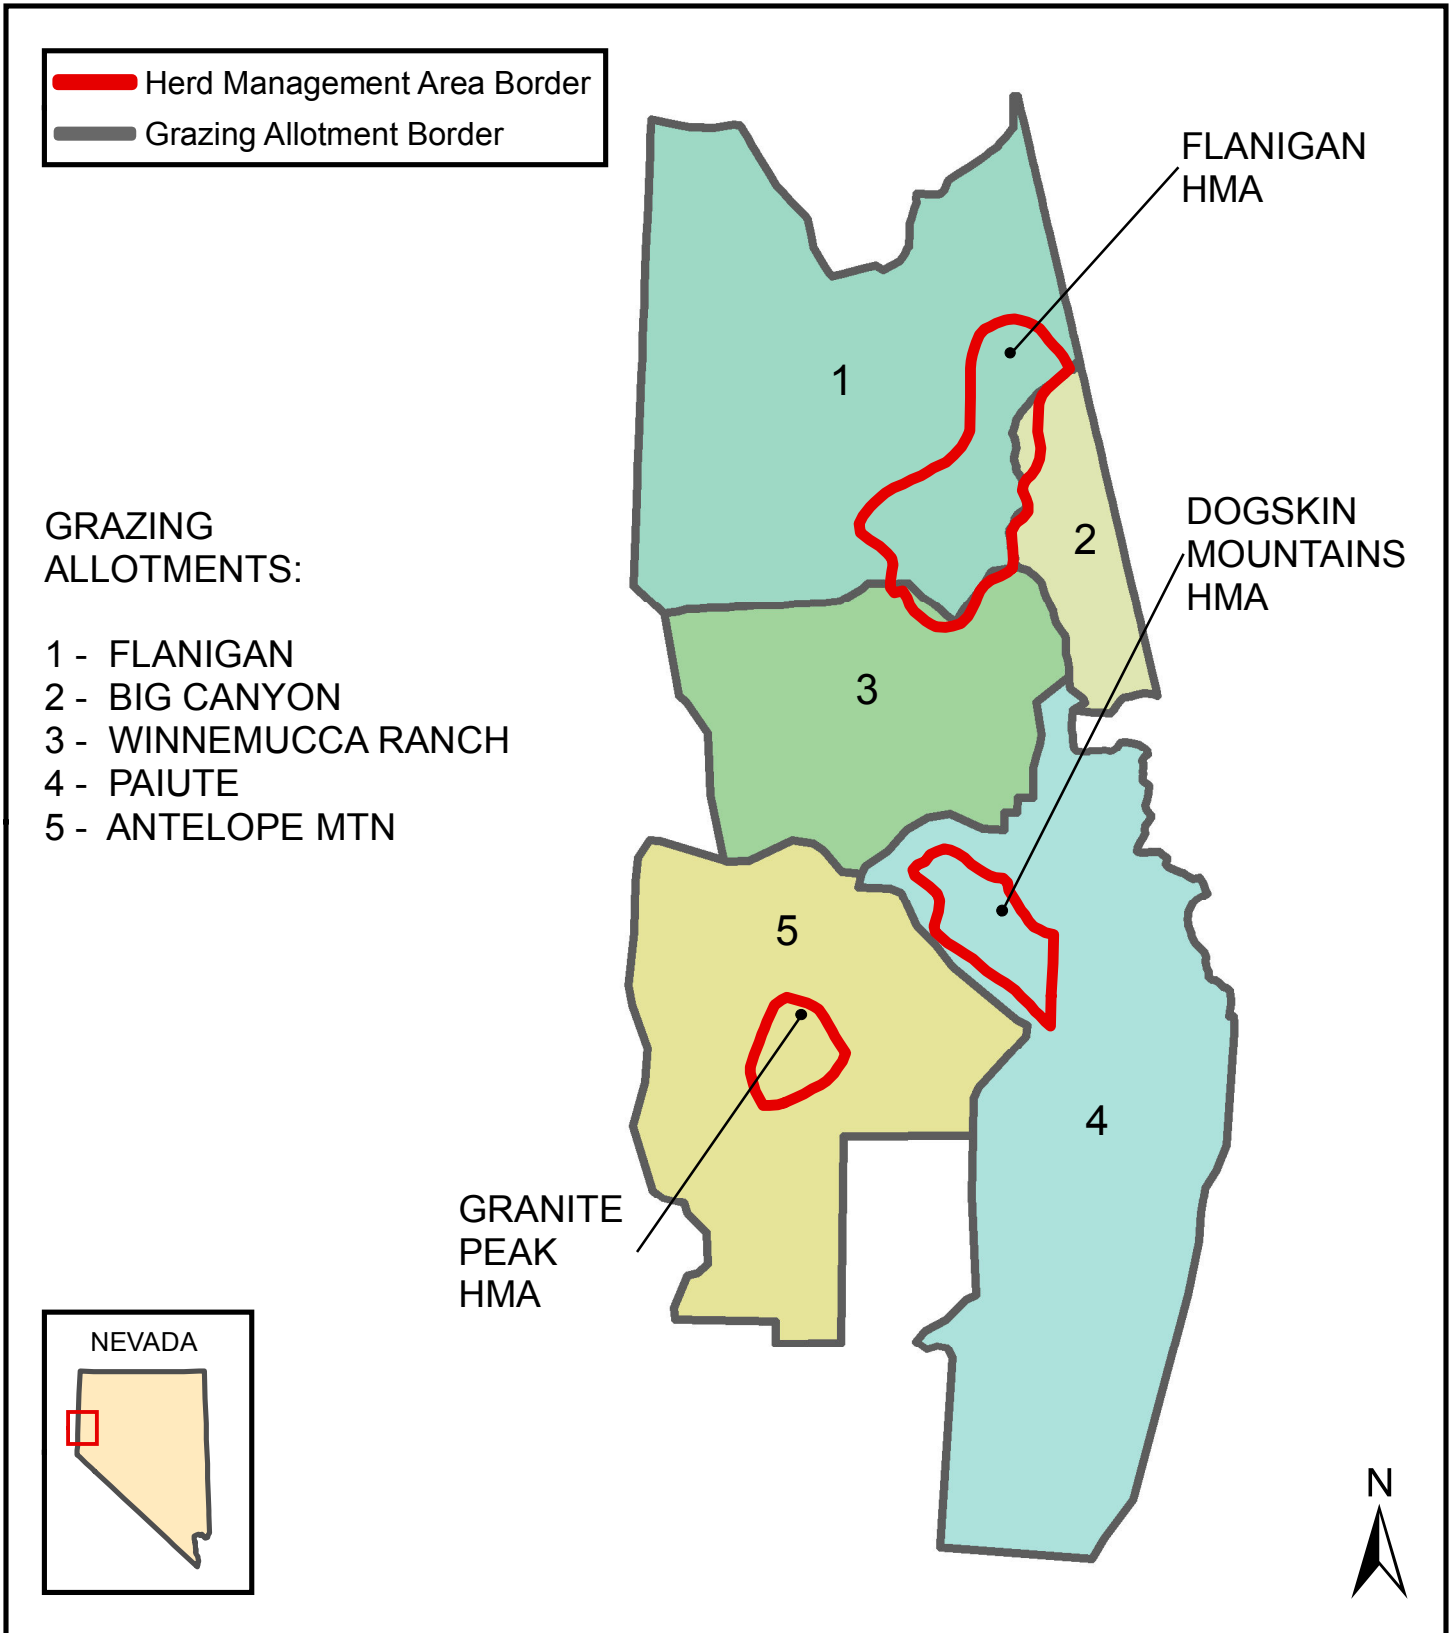 Herd Management Area Border
Grazing Allotment Border
FLANIGAN
HMA
1
GRAZING
ALLOTMENTS:
1 - FLANIGAN
2 - BIG CANYON
3 - WINNEMUCCA RANCH
4 - PAIUTE
5 - ANTELOPE MTN
2
DOGSKIN
MOUNTAINS
HMA
3
5
4
GRANITE
PEAK
HMA
NEVADA
N